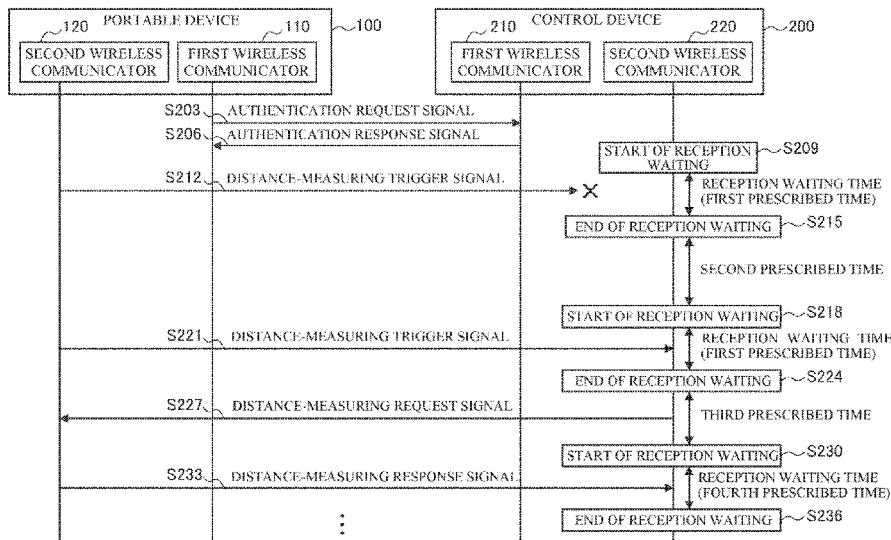 PORTABLE DEVICE
100
CONTROL DEVICE
200
120
110
210
220
SECOND WIRELESS
COMMUNICATOR
FIRST WIRELESS
COMMUNICATOR
FIRST WIRELESS
COMMUNICATOR
SECOND WIRELESS
COMMUNICATOR
S203
AUTHENTICATION REQUEST SIGNAL
S206
AUTHENTICATION RESPONSE SIGNAL
START OF RECEPTION
WAITING
S209
S212
DISTANCE-MEASURING TRIGGER SIGNAL
RECEPTION WAITING TIME
(FIRST PRESCRIBED TIME)
END OF RECEPTION WAITING
S215
SECOND PRESCRIBED TIME
START OF RECEPTION WAITING
S218
S221
DISTANCE-MEASURING TRIGGER SIGNAL
RECEPTION WAITING TIME
(FIRST PRESCRIBED TIME)
END OF RECEPTION WAITING
S224
S227
DISTANCE-MEASURING REQUEST SIGNAL
THIRD PRESCRIBED TIME
START OF RECEPTION WAITING
S230
S233
DISTANCE-MEASURING RESPONSE SIGNAL
RECEPTION WAITING TIME
(FOURTH PRESCRIBED TIME)
END OF RECEPTION WAITING
S236